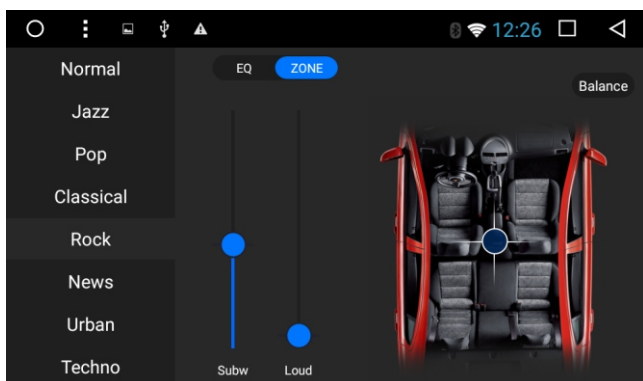 12:26
Normal
EQ ZONE
Balance
Jazz
Pop
Classical
Rock
News
Urban
Techno
Subw Loud